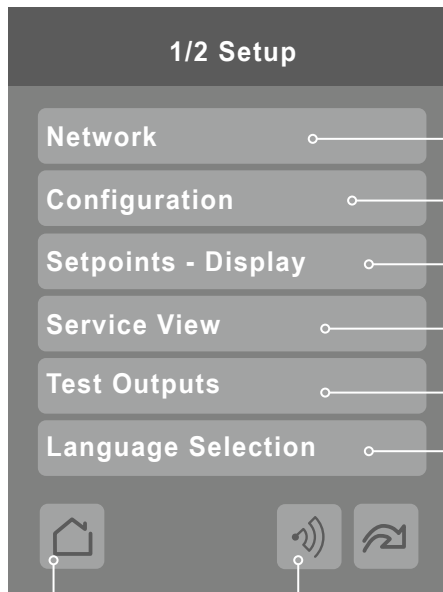 1/2 Setup
Network
Configuration
Setpoints - Display
Service View
Test Outputs
Language Selection